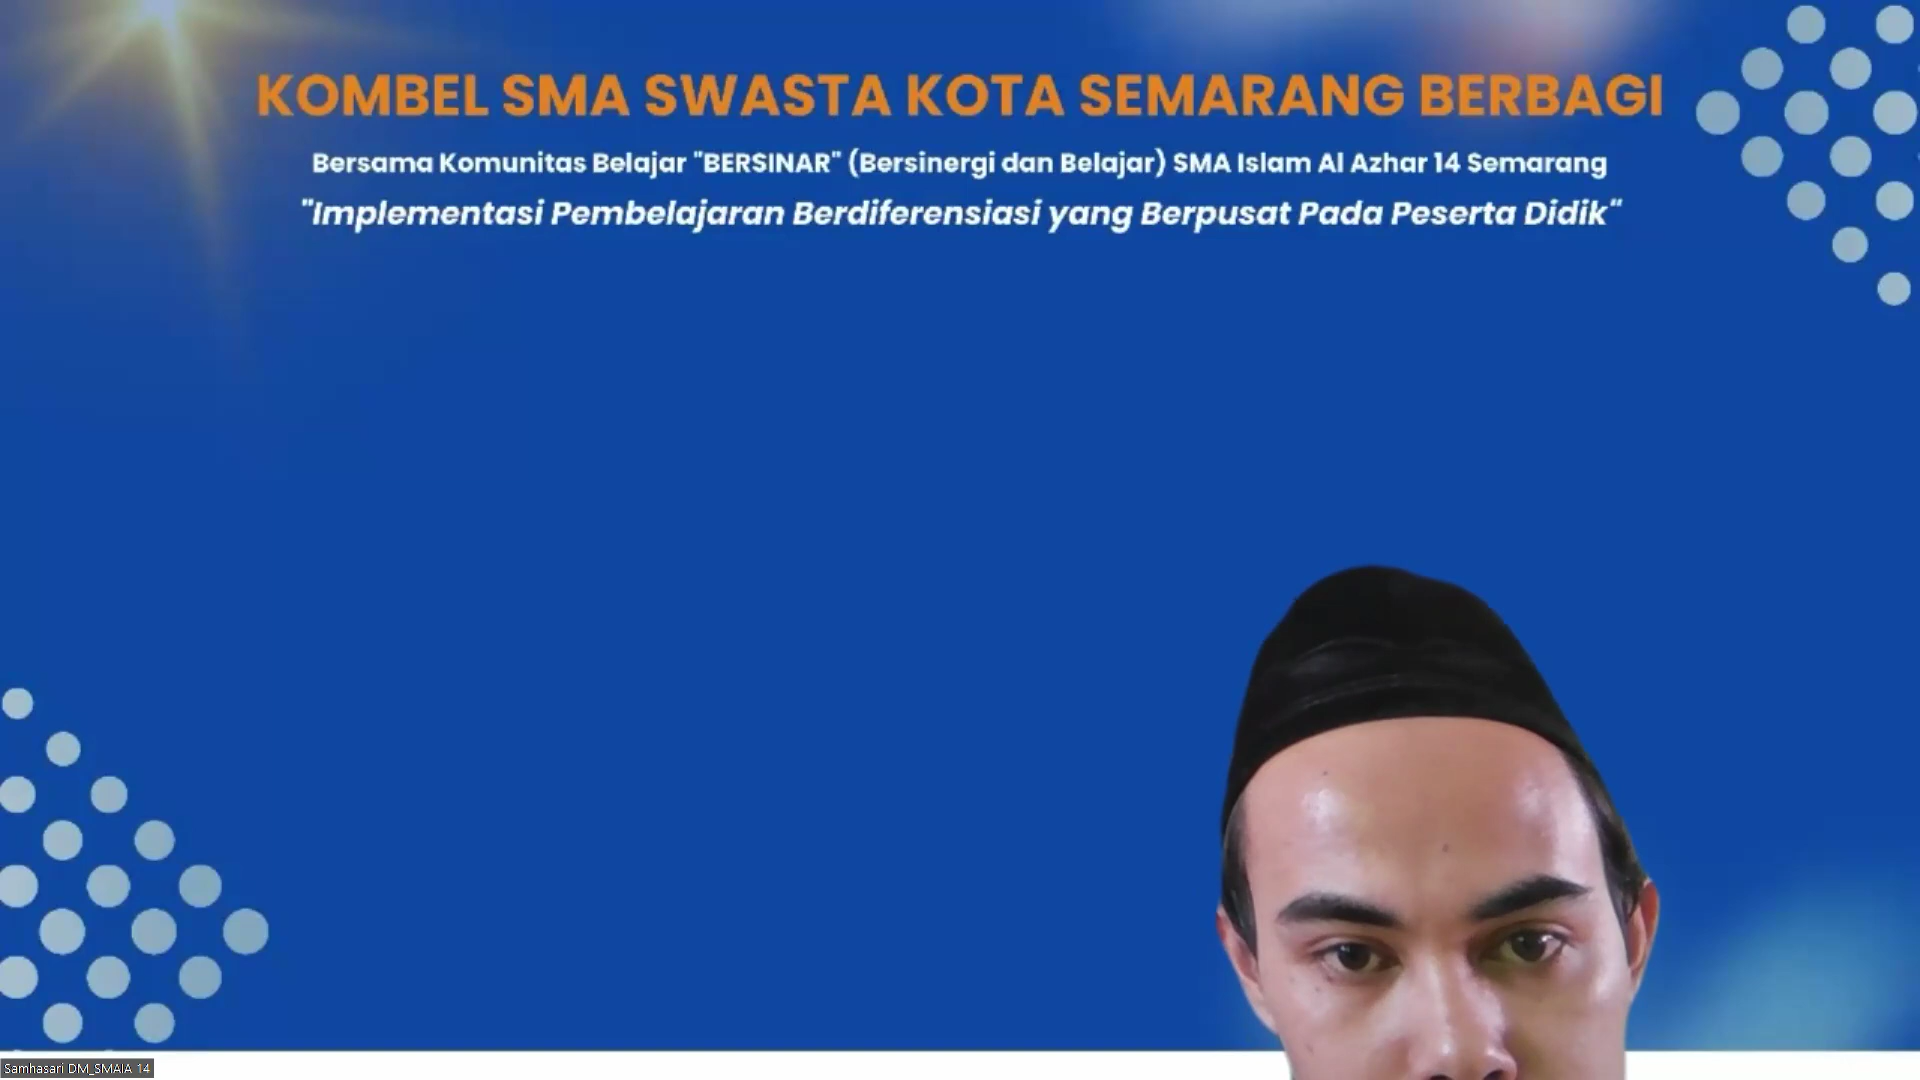 KOMBEL SMA SWASTA KOTA SEMARANG BERBAGI
Bersama Komunitas Belajar "BERSINAR" (Bersinergi dan Belajar) SMA Islam Al Azhar 14 Semarang
"Implementasi Pembelajaran Berdiferensiasi yang Berpusat Pada Peserta Didik"
Samhasari DM_SMAIA 14